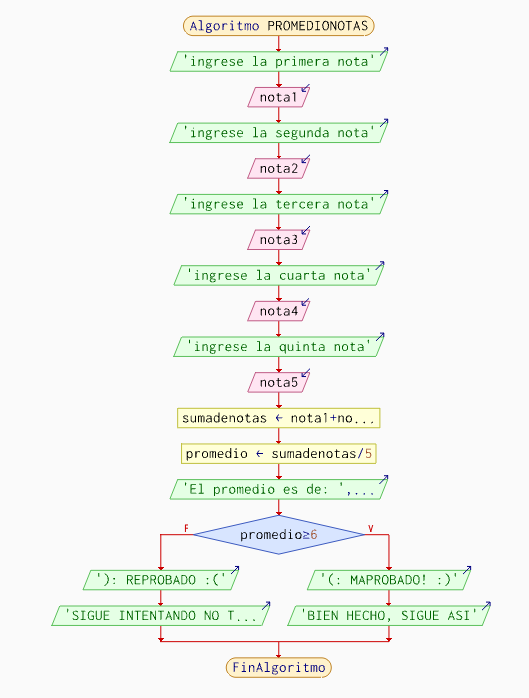 Algoritmo PROMEDIONOTAS
'ingrese la primera nota'
nota1
'ingrese la segunda nota'
nota2
'ingrese la tercera nota'
nota3
'ingrese la cuarta nota'
nota4
'ingrese la quinta nota'
nota5
sumadenotas ← nota1+no...
promedio ← sumadenotas/5
'El promedio es de: ',...
F
promedio≥6
V
'): REPROBADO :('
'(: MAPROBADO! :)'
'SIGUE INTENTANDO NO T...
'BIEN HECHO, SIGUE ASI'
FinAlgoritmo